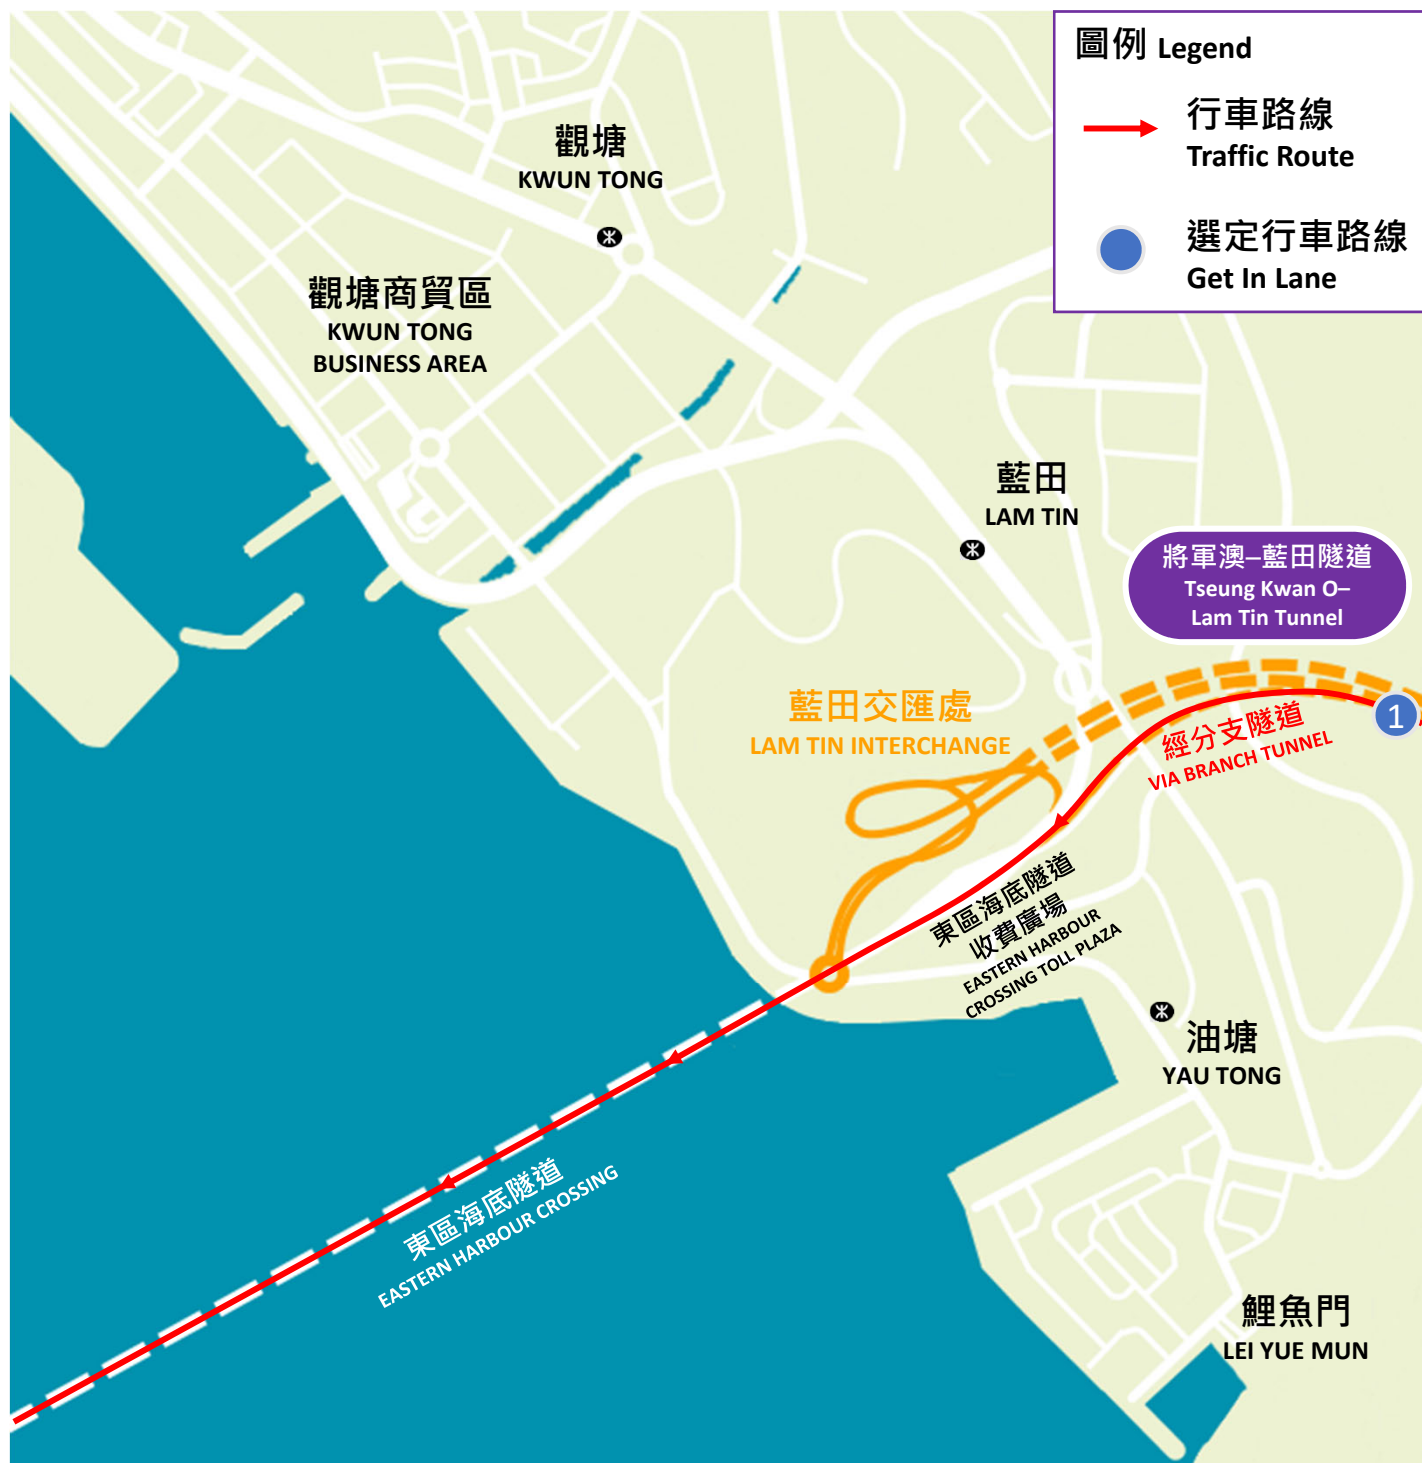 圖例 Legend
行車路線
Traffic Route
選定行車路線
Get In Lane
觀塘
KWUN TONG
觀塘商貿區
KWUN TONG
BUSINESS AREA
藍田
LAM TIN
將軍澳–藍田隧道
Tseung Kwan O–
Lam Tin Tunnel
藍田交匯處
LAM TIN INTERCHANGE
1
經分支隧道
VIA BRANCH TUNNEL
東區海底隧道
收費廣場
EASTERN HARBOUR
CROSSING TOLL PLAZA
油塘
YAU TONG
東區海底隧道
EASTERN HARBOUR CROSSING
鯉魚門
LEI YUE MUN